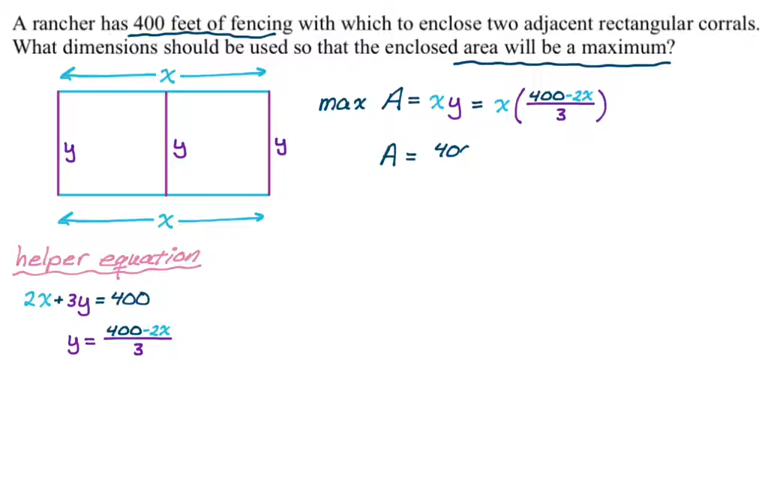 A rancher has 400 feet of fencing with which to enclose two adjacent rectangular corrals.
What dimensions should be used so that the enclosed area will be a maximum?
x
max A = xy = x(400-2x/3)
y y y
A = 40
x
helper equation
2x+3y=400
y = 400-2x/3